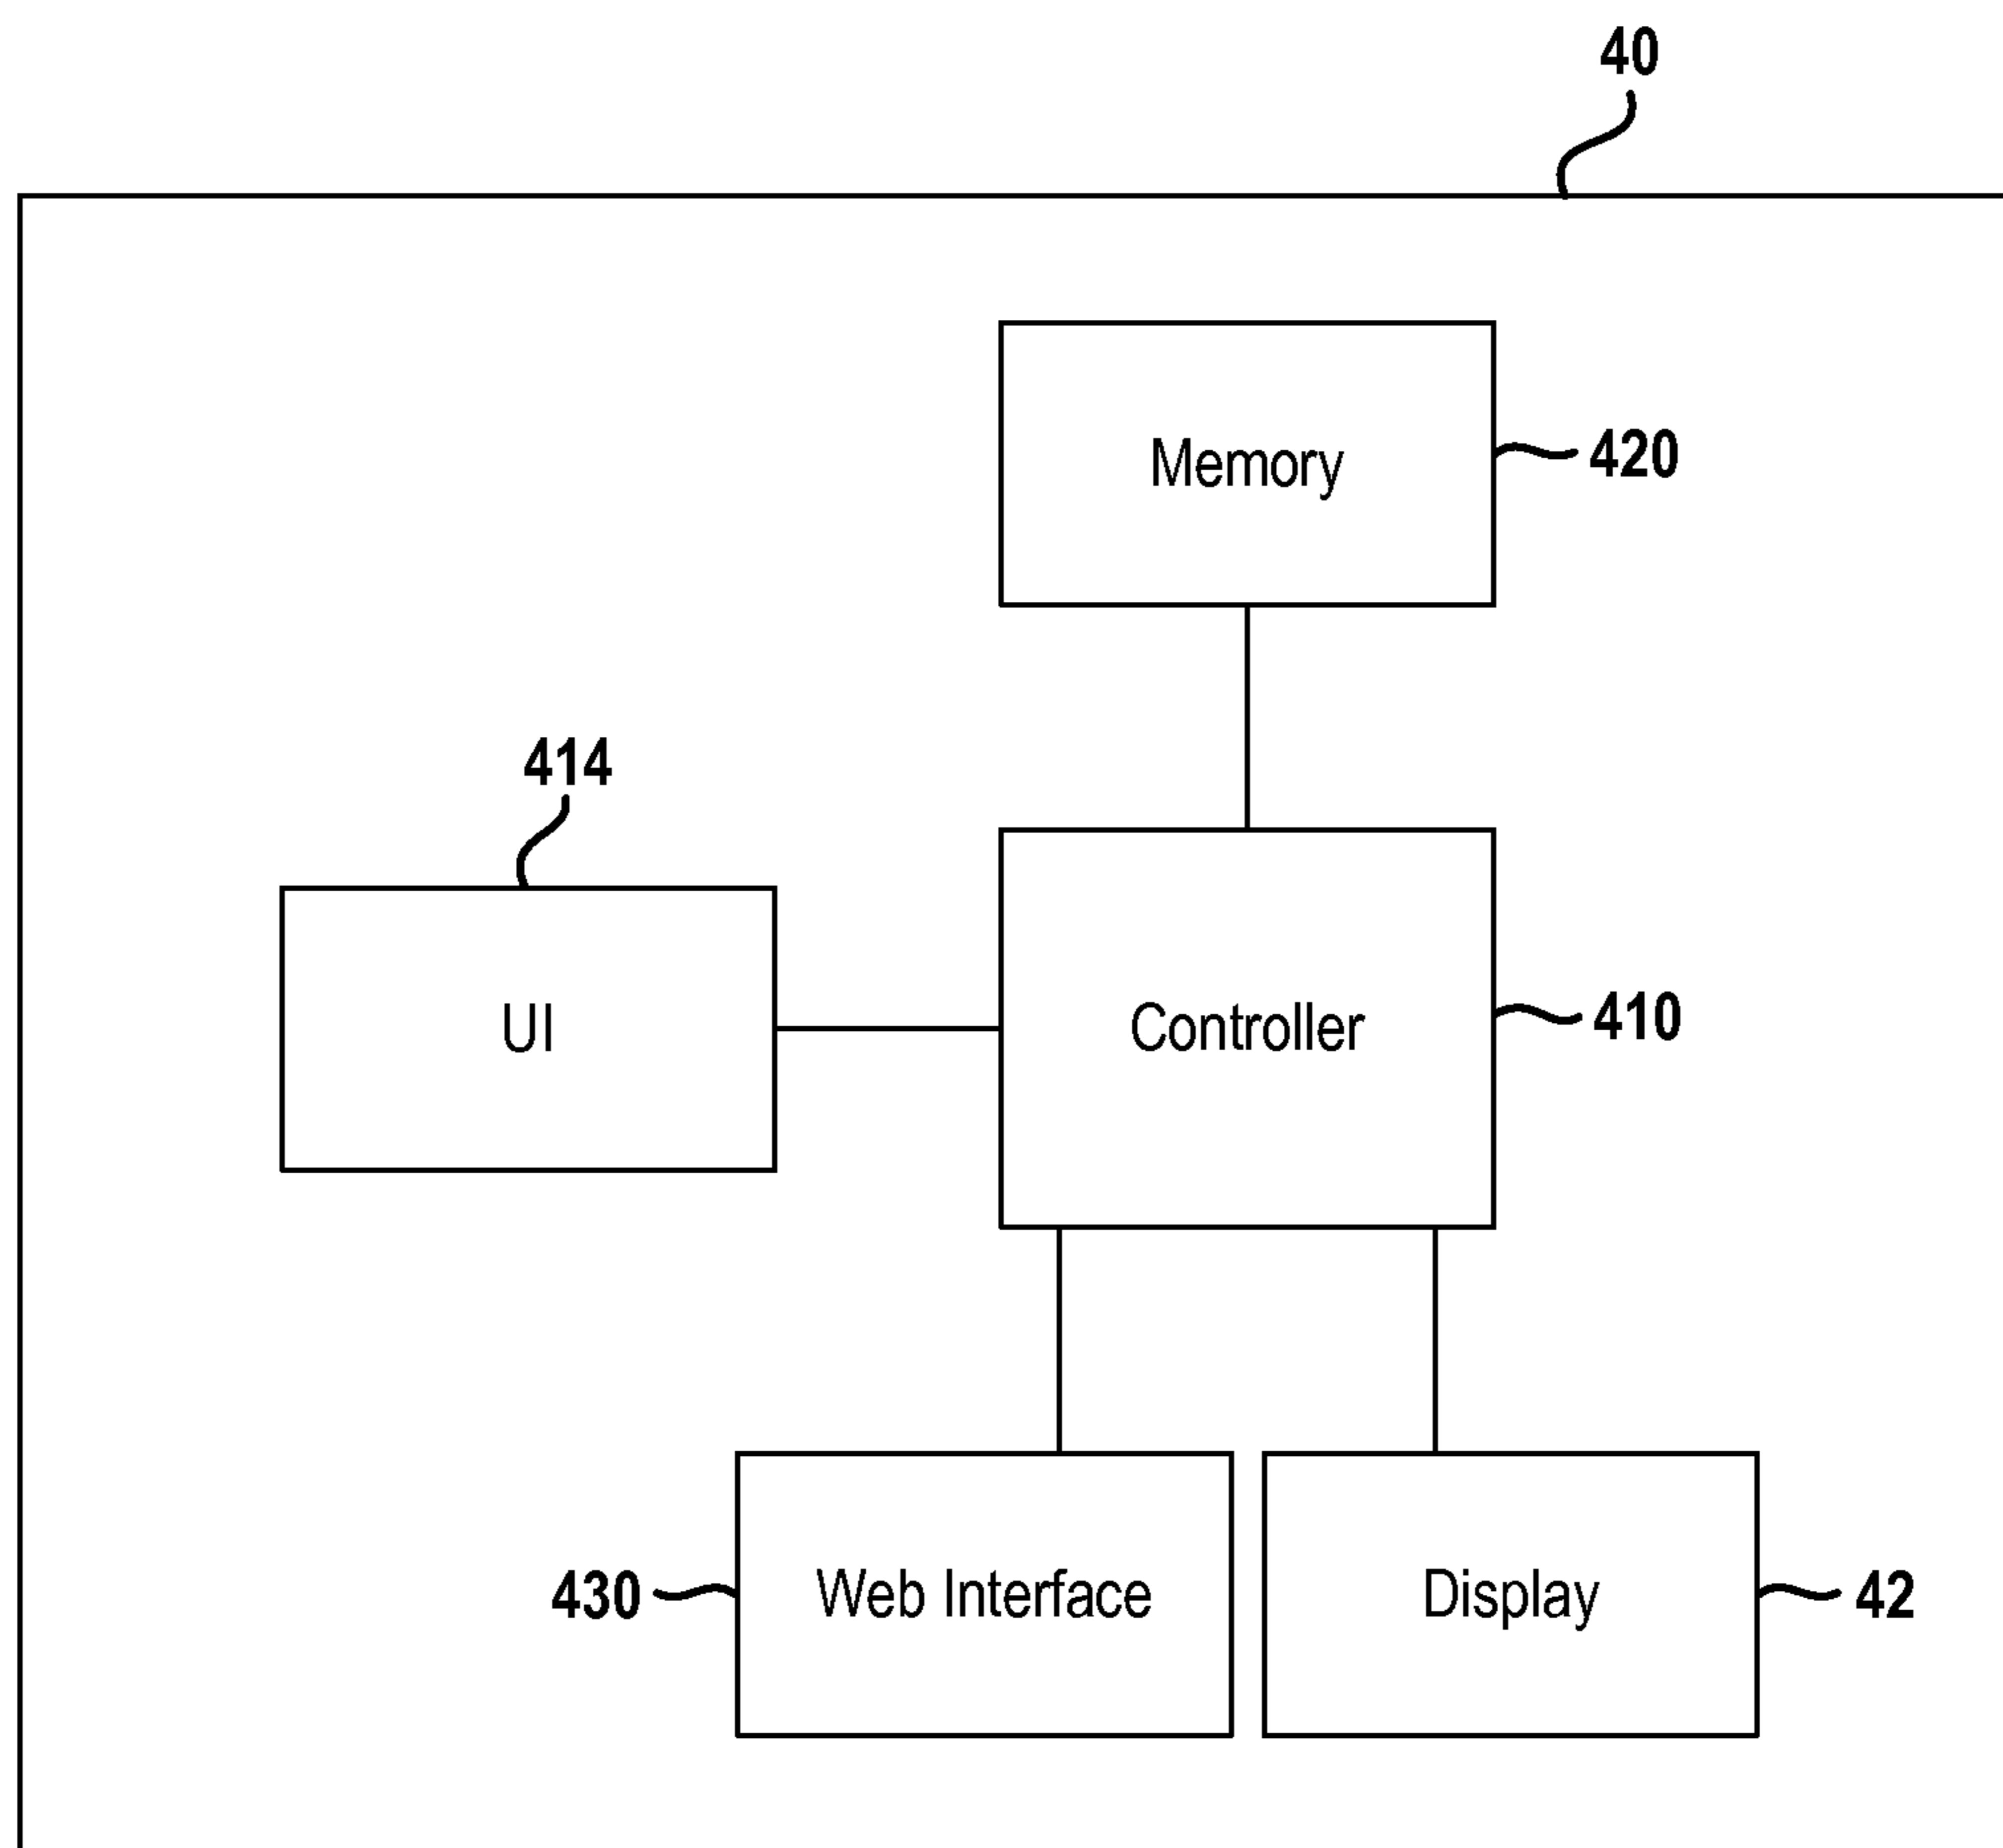 40
Memory
420
414
UI
Controller
410
430
Web Interface
Display
42